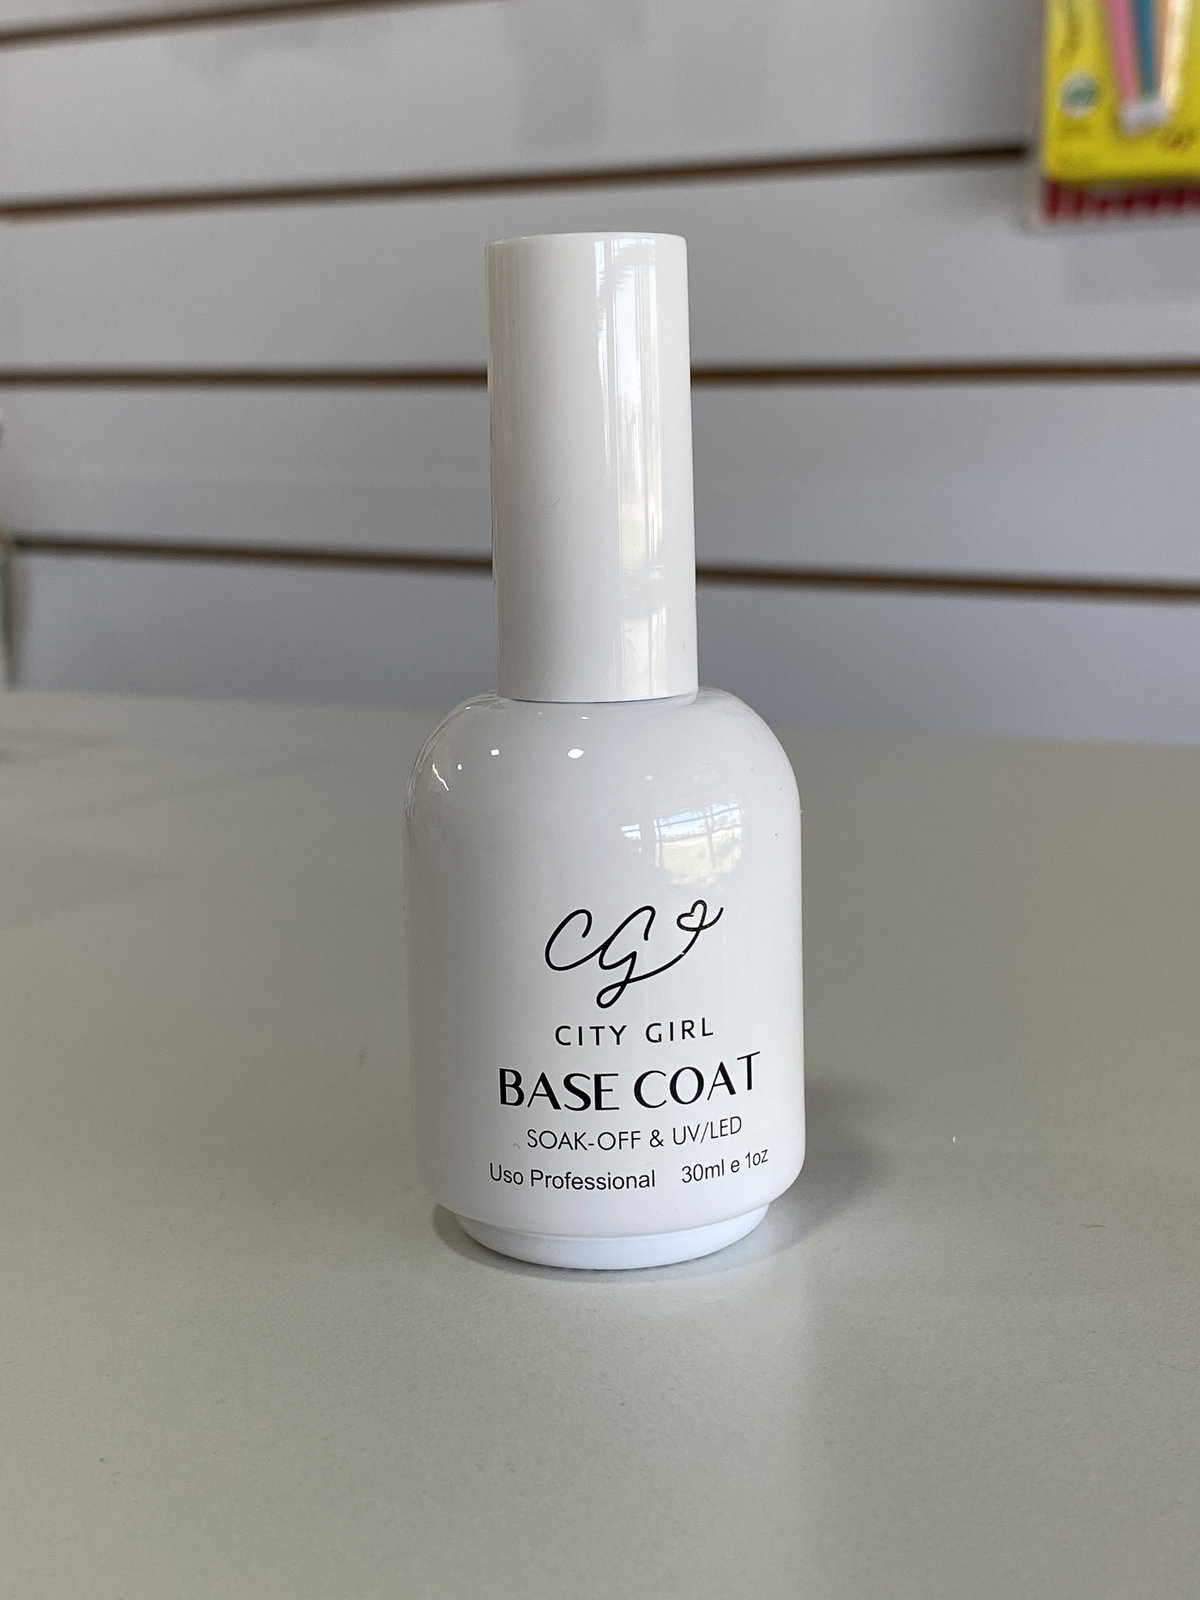 CG
CITY GIRL
BASE COAT
SOAK-OFF & UV/LED
Uso Professional 30ml e 1oz